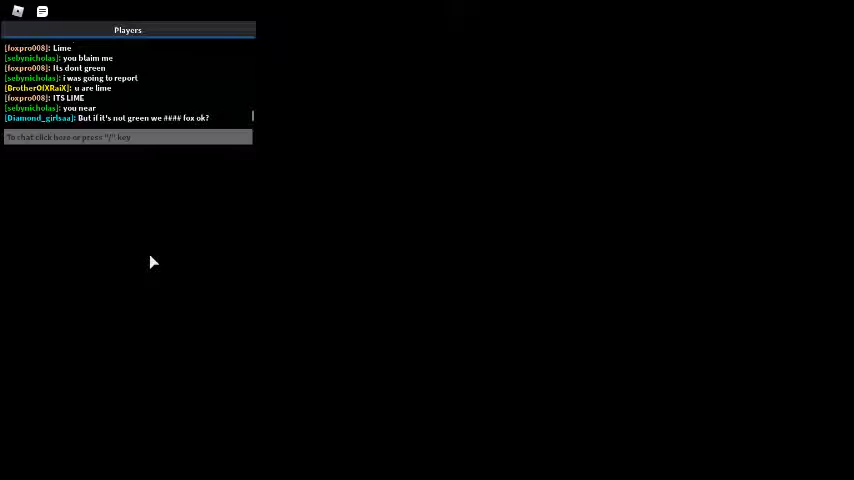 Players
[foxpro008]: Lime
[sebynicholas]: you blaim me
[foxpro008]: Its dont green
[sebynicholas]: i was going to report
[BrotherOfXRaiX]: u are lime
[foxpro008]: ITS LIME
[sebynicholas]: you near
[Diamond_girlsaa]: But if it's not green we #### fox ok?
To chat click here or press "/" key